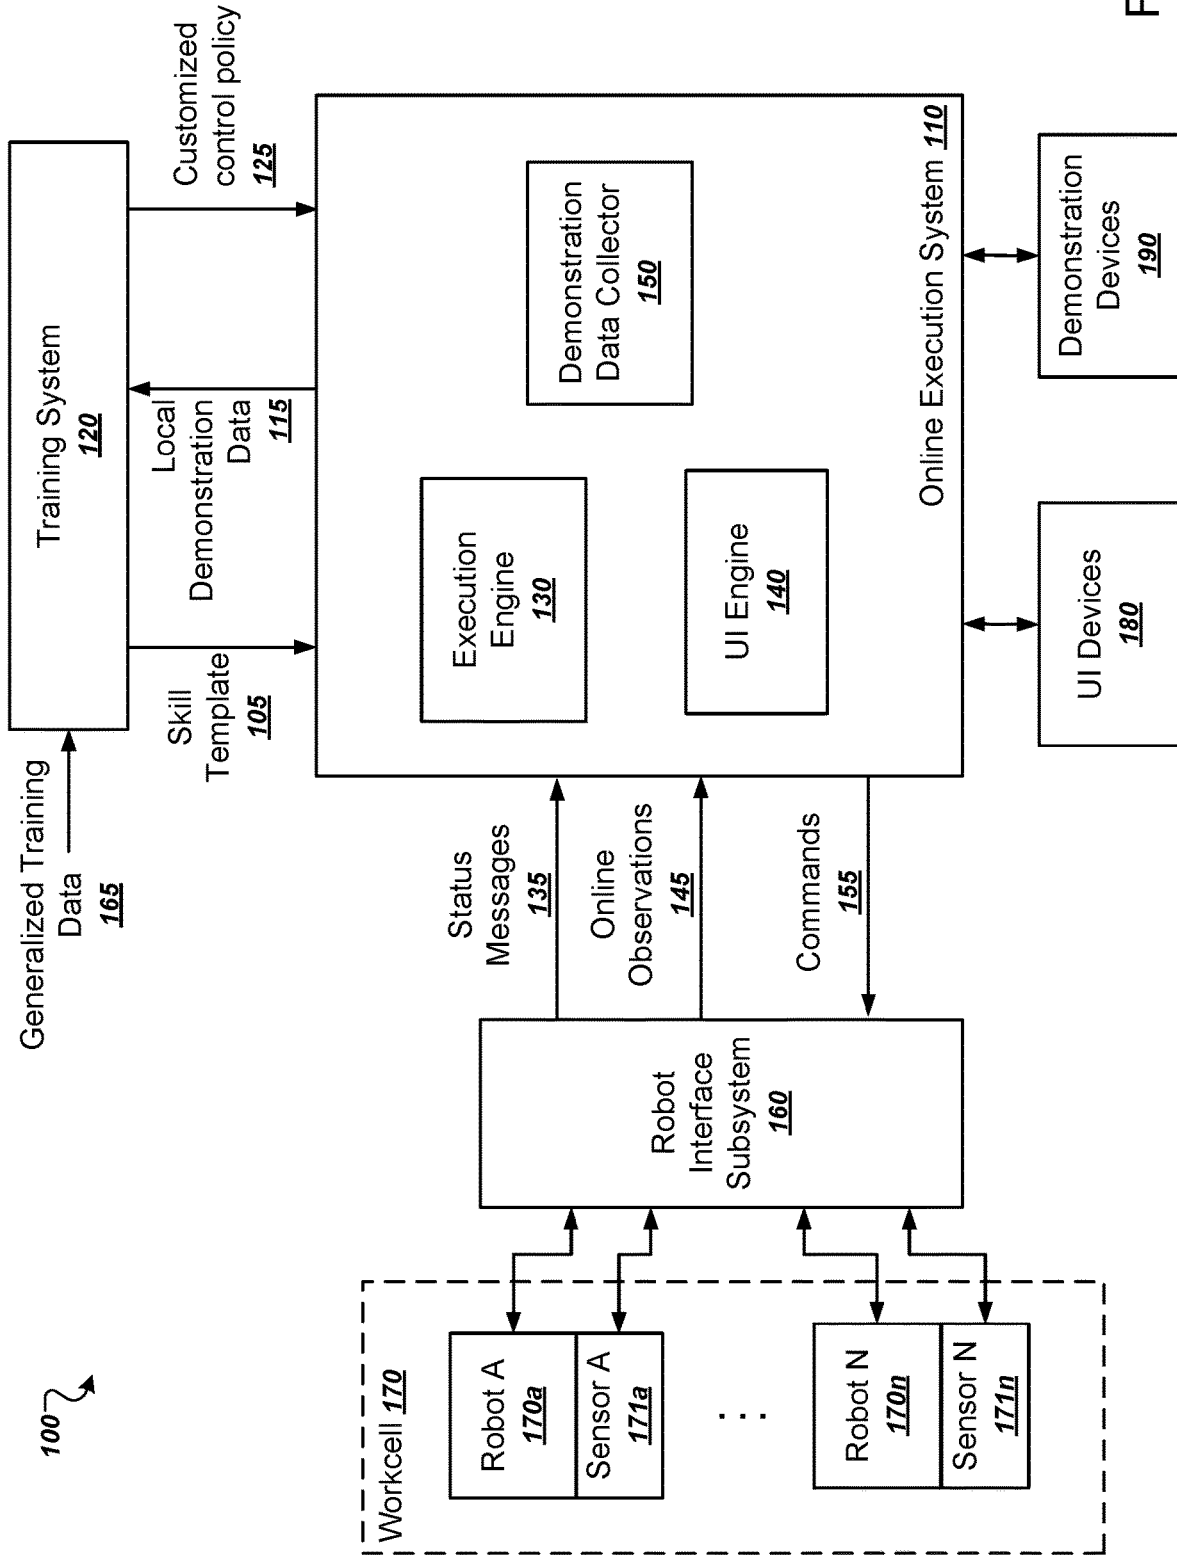 100
Generalized Training
Data
165
Training System
120
Skill
Template
105
Local
Demonstration
Data
115
Customized
control policy
125
Workcell 170
Robot A
170a
Sensor A
171a
. . .
Robot N
170n
Sensor N
171n
Robot
Interface
Subsystem
160
Status
Messages
135
Online
Observations
145
Commands
155
Execution
Engine
130
Demonstration
Data Collector
150
UI Engine
140
Online Execution System 110
UI Devices
180
Demonstration
Devices
190
F